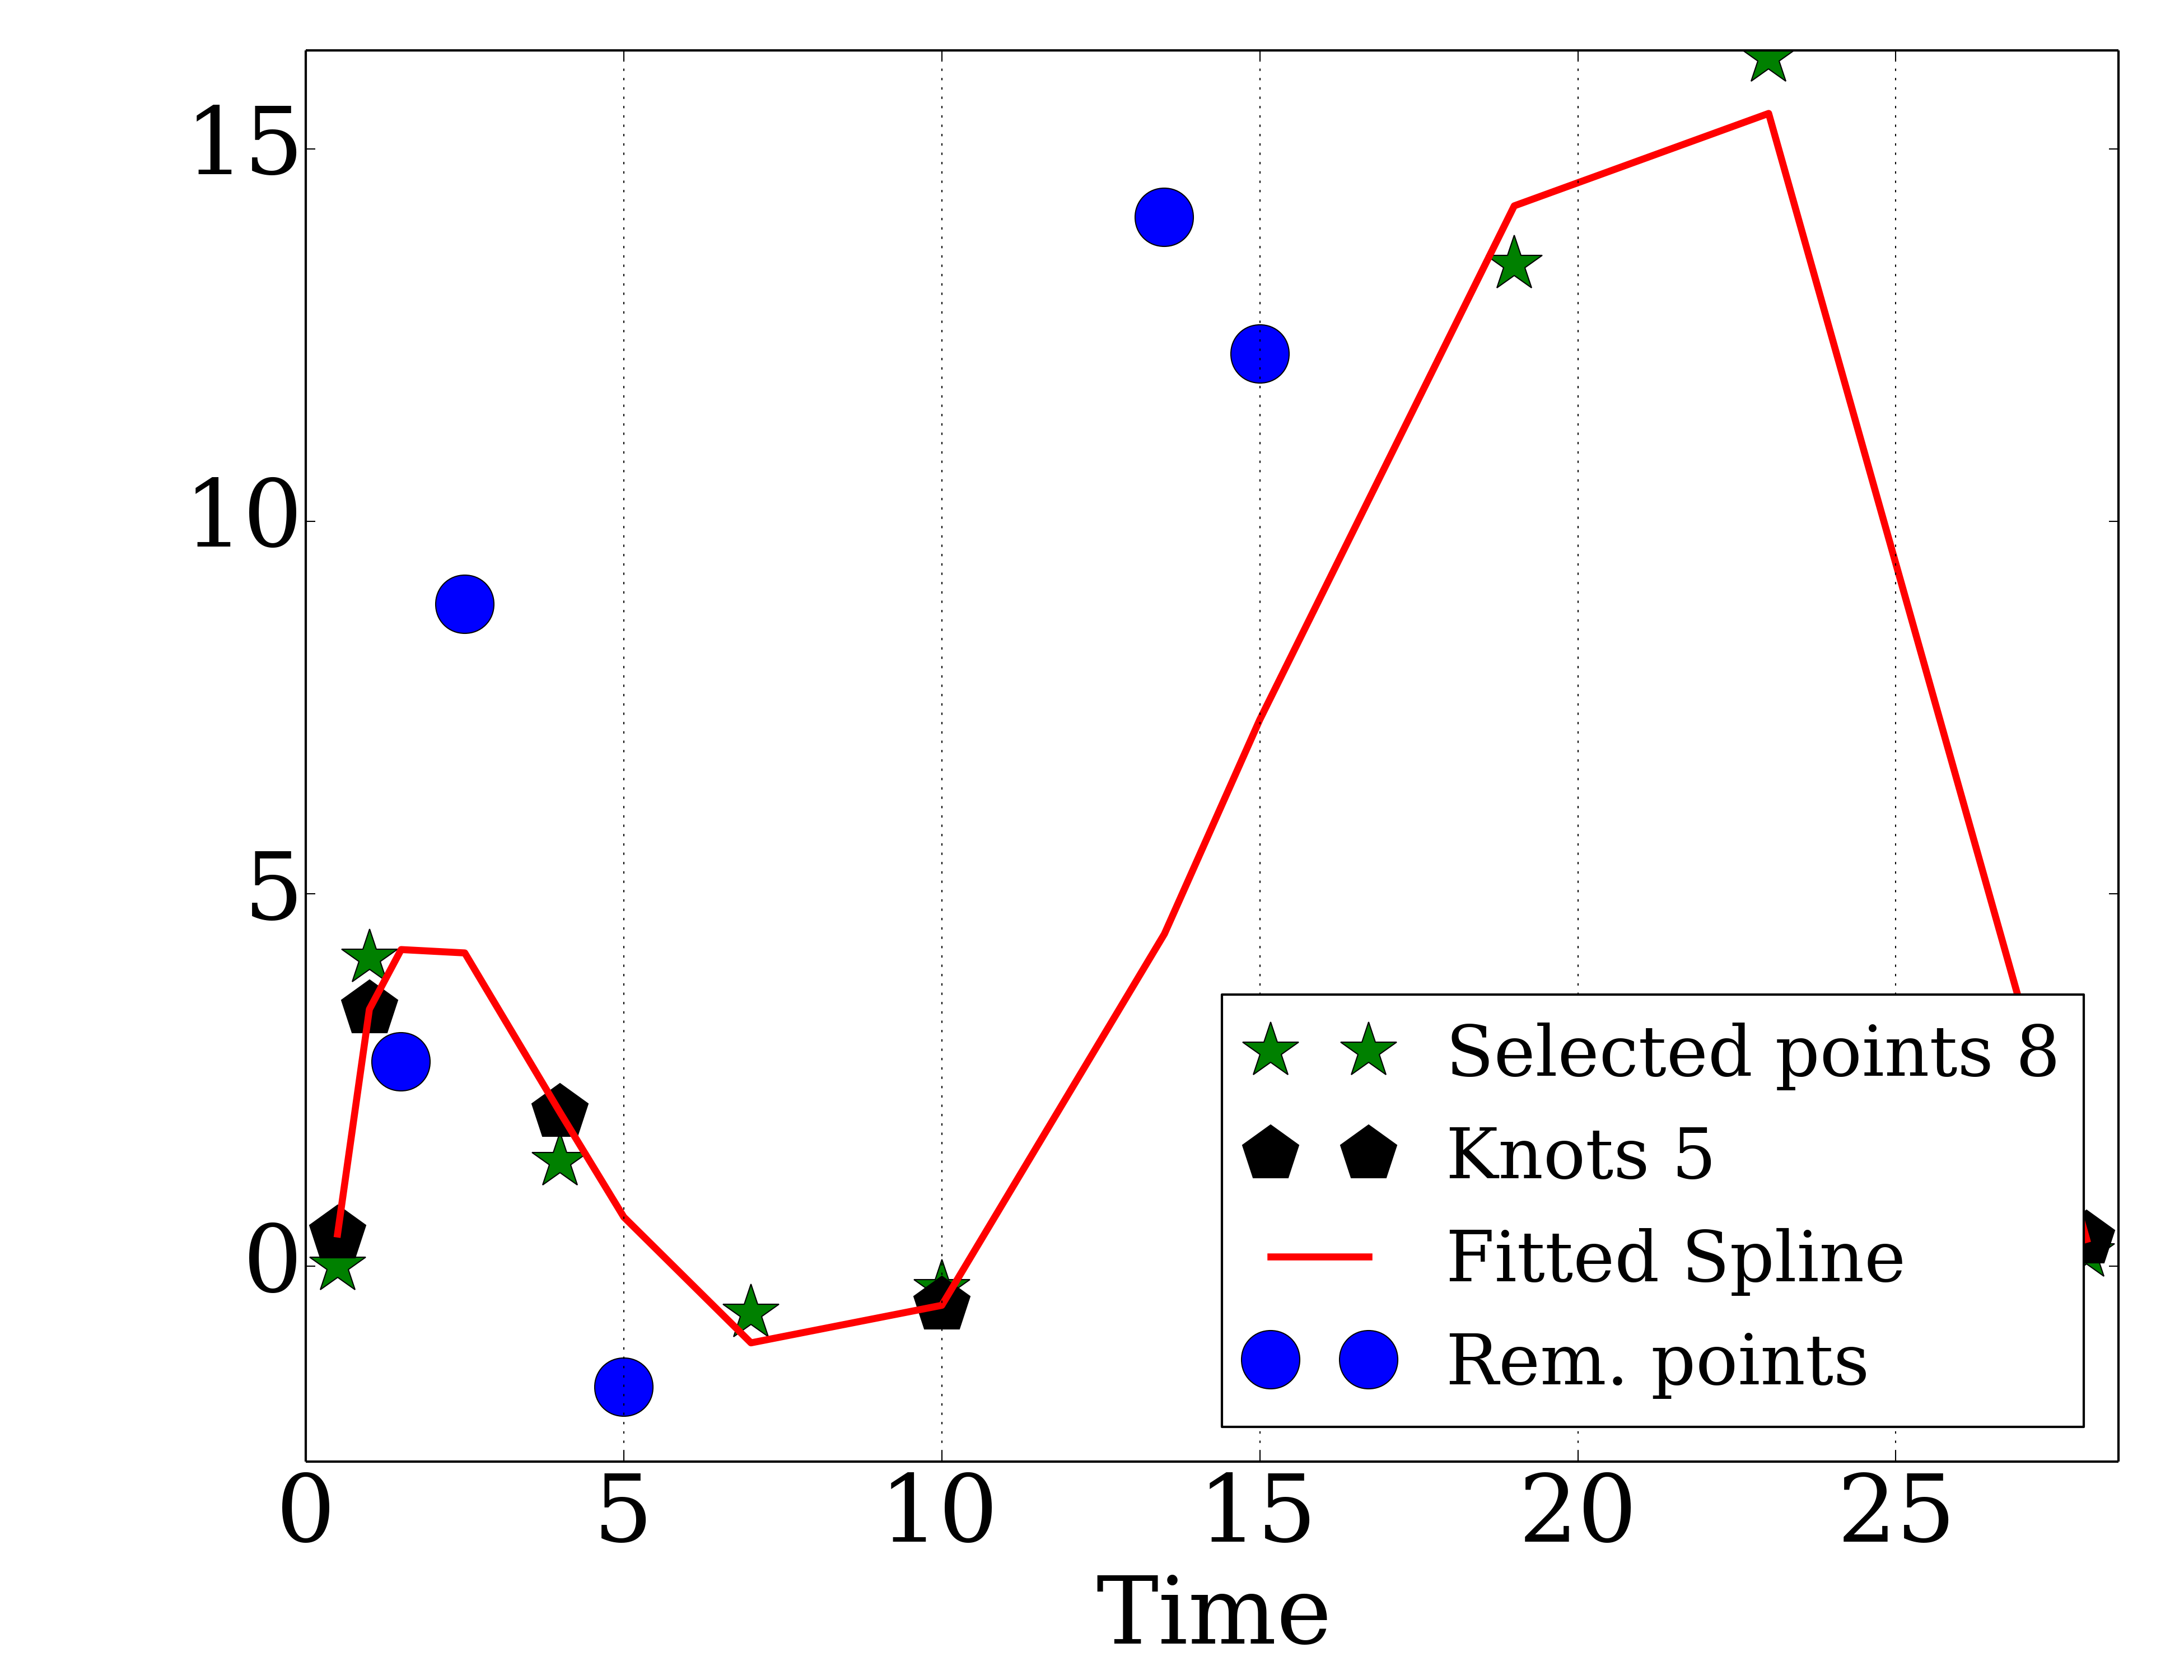 15
10
5
0
Selected points 8
Knots 5
Fitted Spline
Rem. points
0 5 10 15 20 25
Time